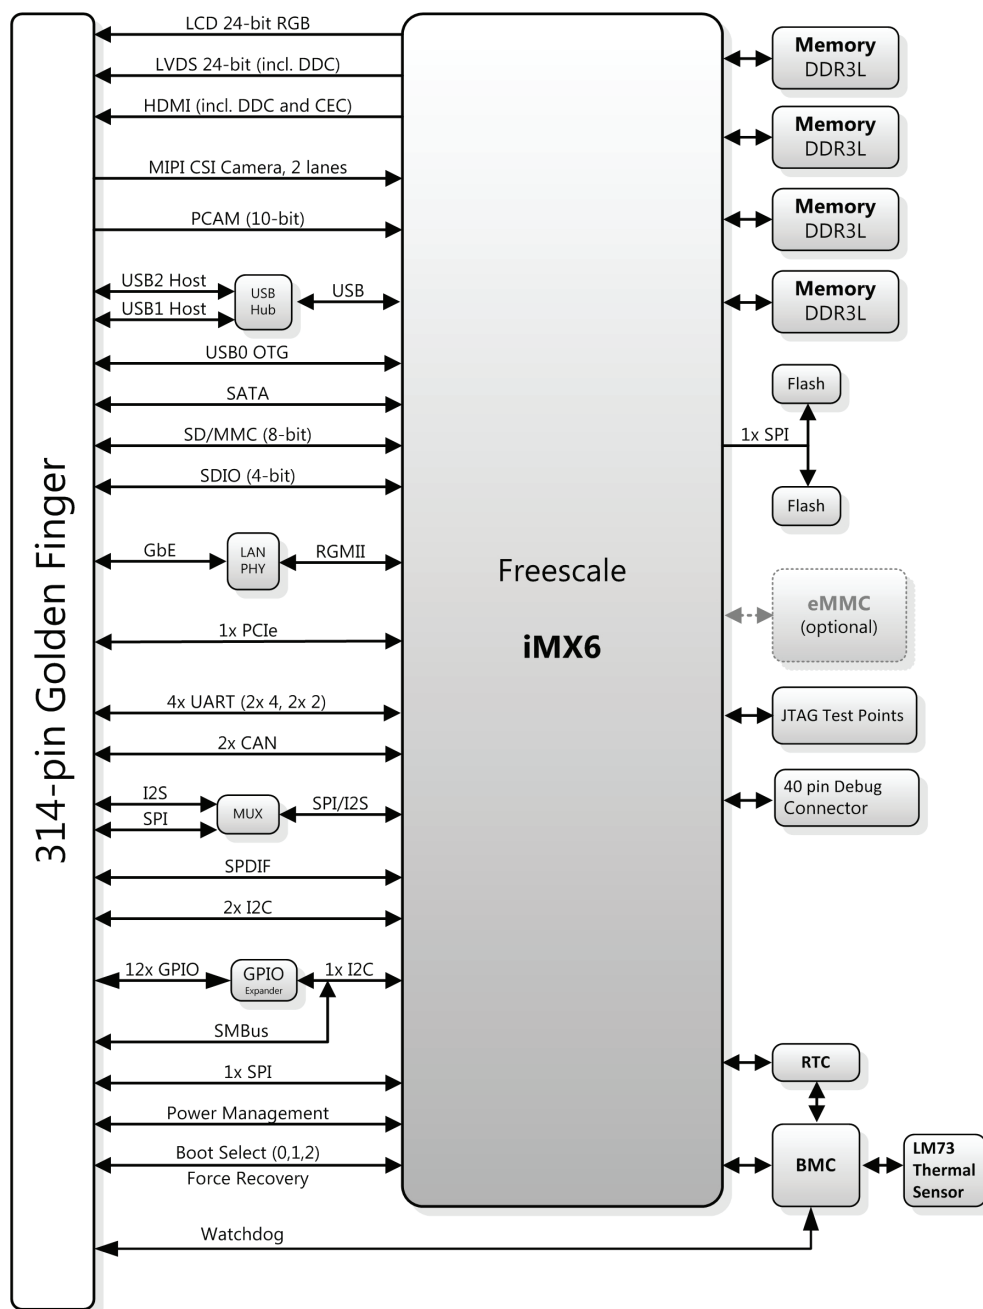 314-pin Golden Finger
LCD 24-bit RGB
LVDS 24-bit (incl. DDC)
HDMI (incl. DDC and CEC)
MIPI CSI Camera, 2 lanes
PCAM (10-bit)
USB2 Host
USB1 Host
USB
Hub
USB
USB0 OTG
SATA
SD/MMC (8-bit)
SDIO (4-bit)
GbE
LAN
PHY
RGMII
1x PCIe
4x UART (2x 4, 2x 2)
2x CAN
I2S
SPI
MUX
SPI/I2S
SPDIF
2x I2C
12x GPIO
GPIO
Expander
1x I2C
SMBus
1x SPI
Power Management
Boot Select (0,1,2)
Force Recovery
Watchdog
Freescale
iMX6
Memory
DDR3L
Memory
DDR3L
Memory
DDR3L
Memory
DDR3L
Flash
1x SPI
Flash
eMMC
(optional)
JTAG Test Points
40 pin Debug
Connector
RTC
BMC
LM73
Thermal
Sensor